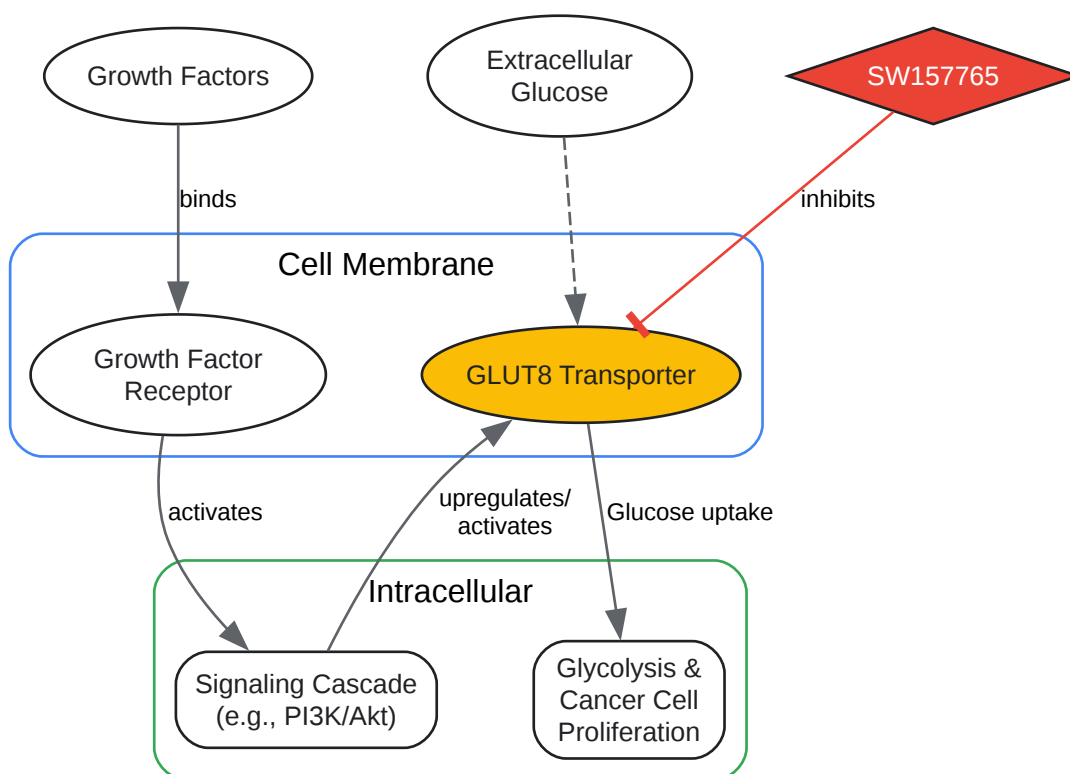 Growth Factors
Extracellular
Glucose
SW157765
binds
inhibits
Cell Membrane
Growth Factor
Receptor
GLUT8 Transporter
activates
upregulates/
activates
Glucose uptake
Intracellular
Signaling Cascade
(e.g., PI3K/Akt)
Glycolysis &
Cancer Cell
Proliferation